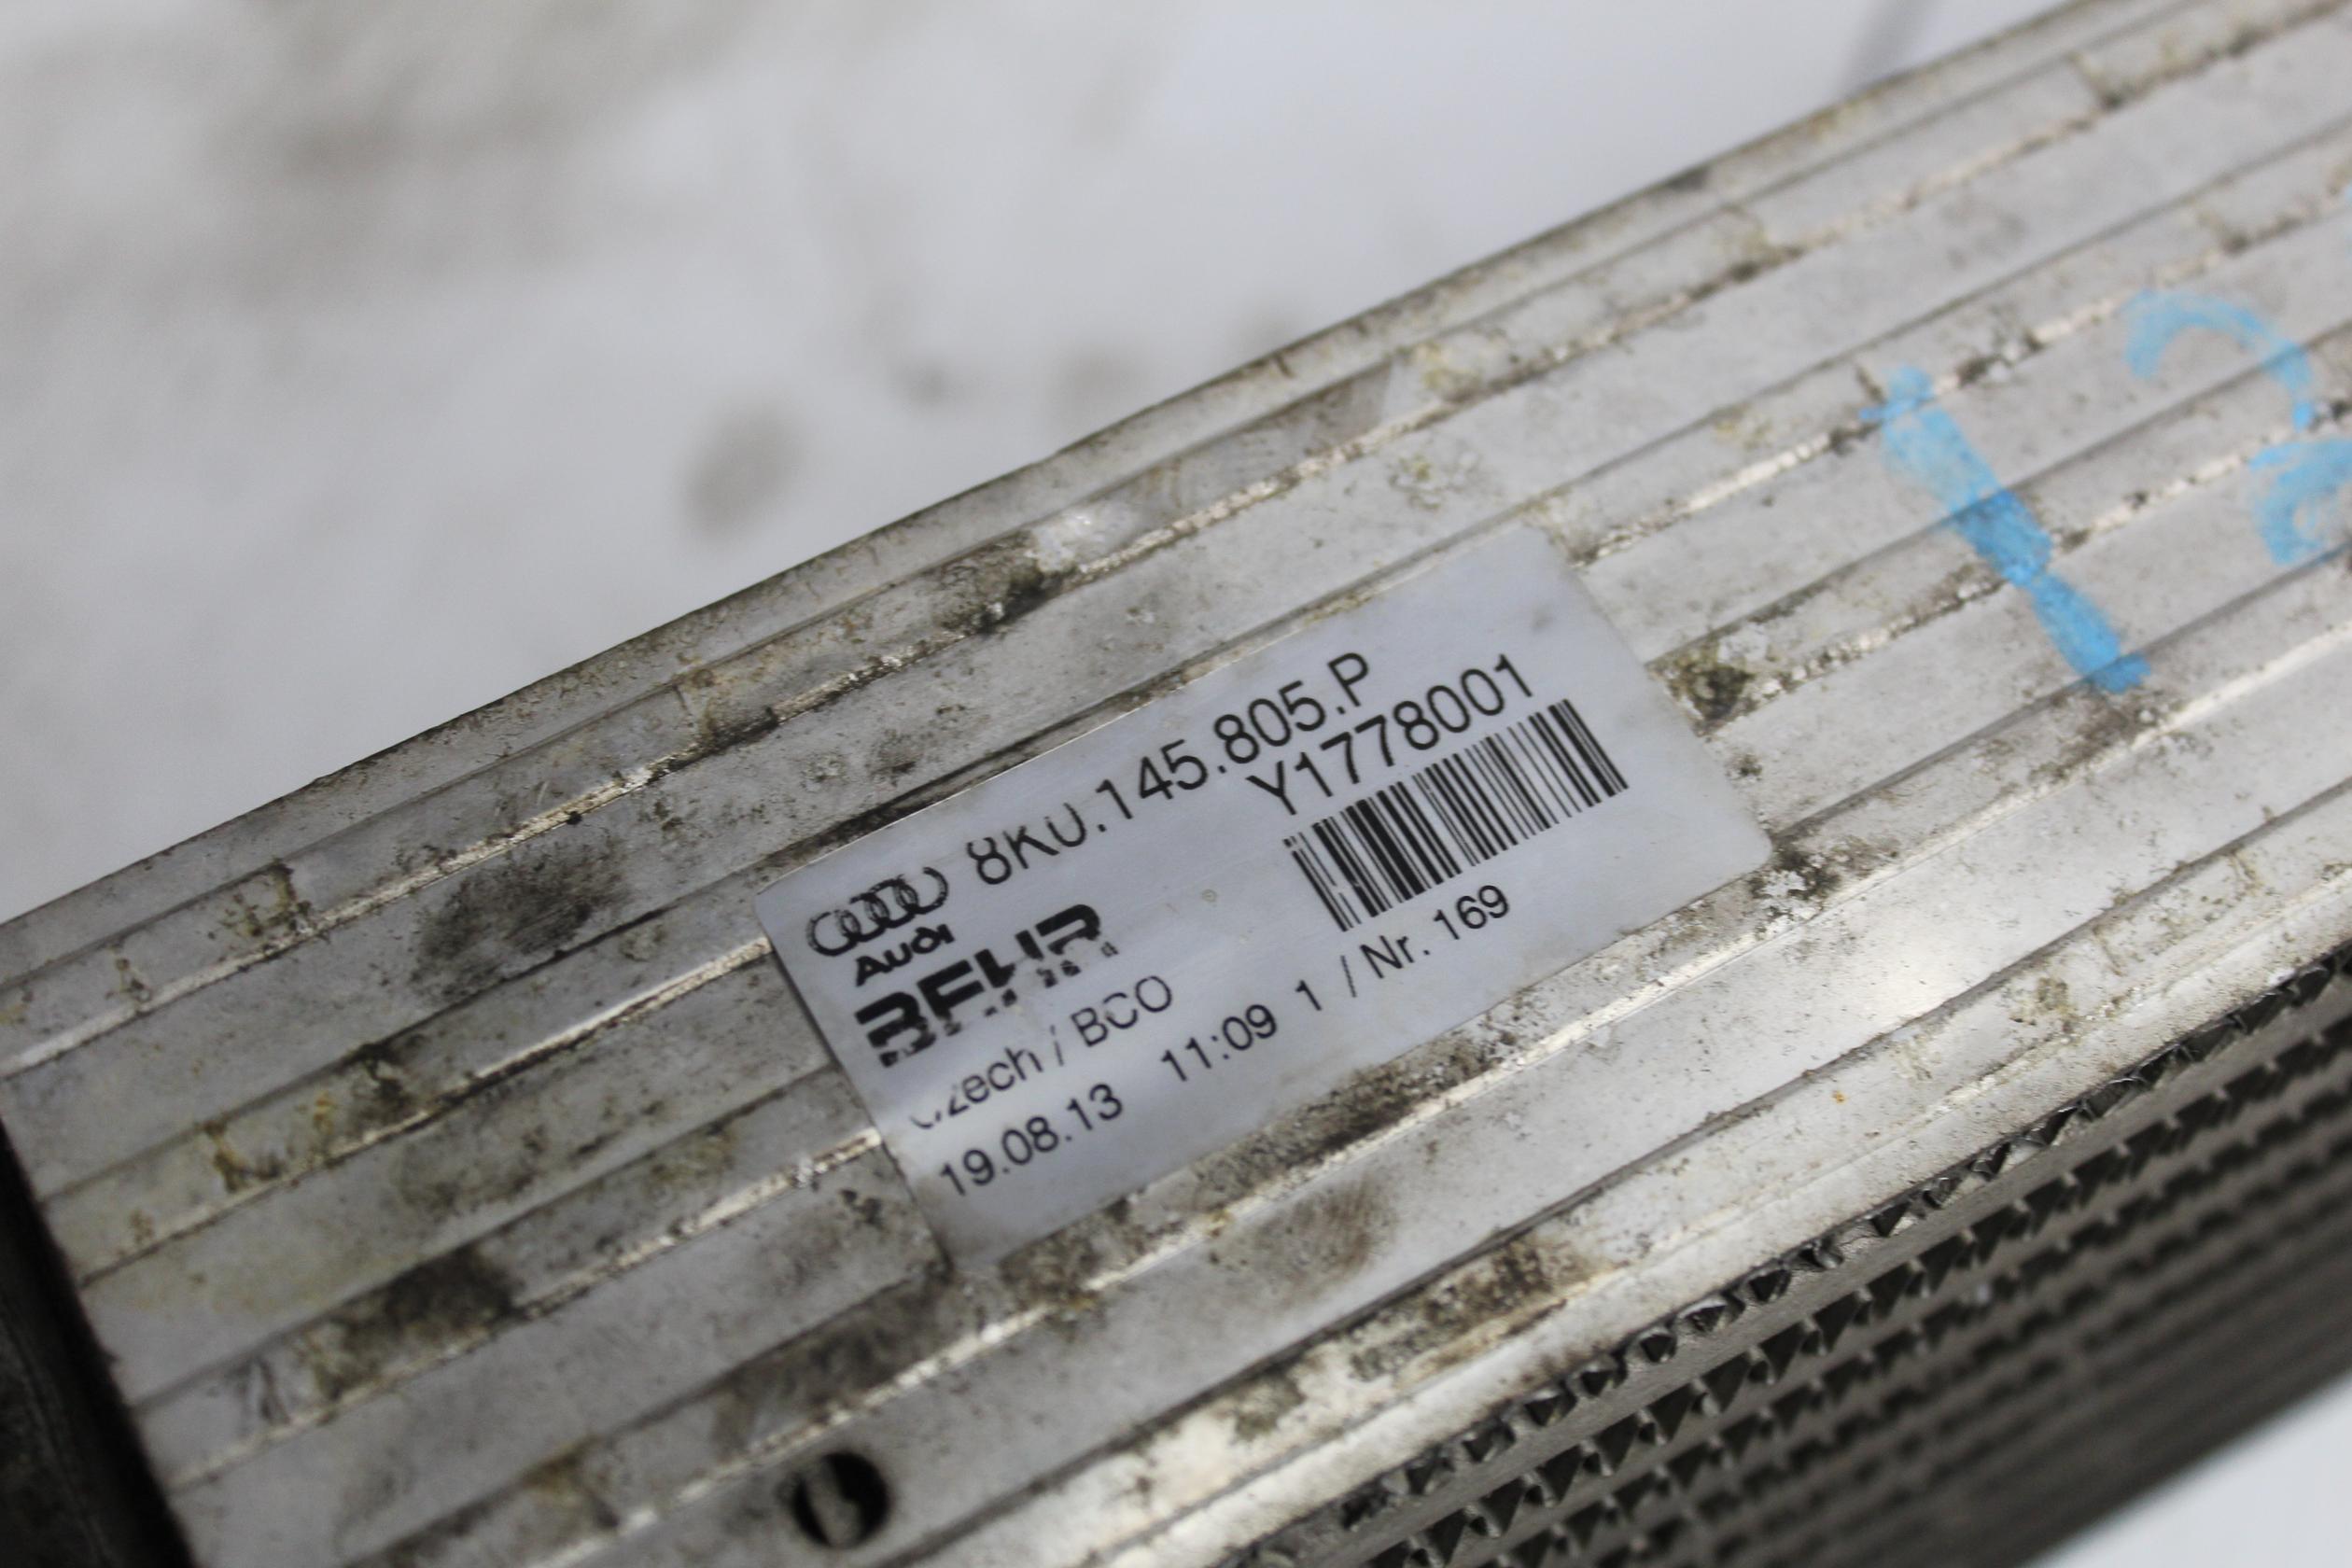 8K0.145.805.P
Y1778001
Audi
BEHR
Czech / BCO
19.08.13 11:09 1 / Nr. 169